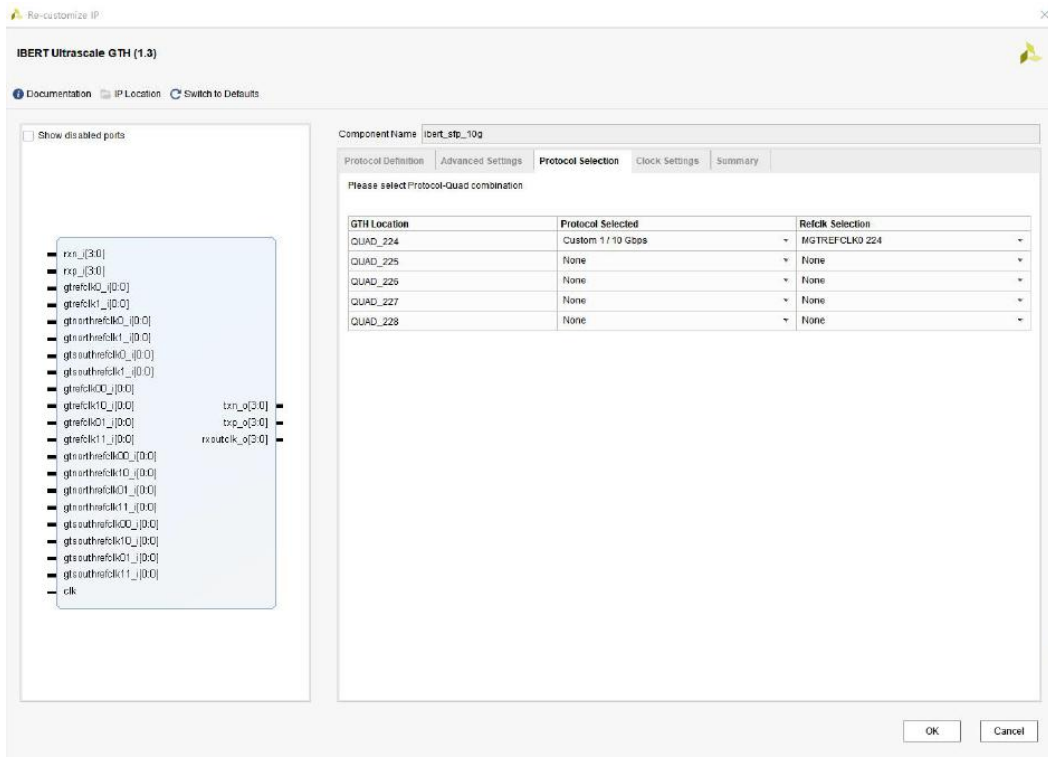 Re-customize IP
IBERT Ultrascale GTH (1.3)
Documentation IP Location Switch to Defaults
Show disabled ports
rxn_i[3:0]
rxp_i[3:0]
gtrefclk0_i[0:0]
gtrefclk1_i[0:0]
gtnorthrefclk0_i[0:0]
gtnorthrefclk1_i[0:0]
gtsouthrefclk0_i[0:0]
gtsouthrefclk1_i[0:0]
gtrefclk00_i[0:0]
gtrefclk10_i[0:0]
gtrefclk01_i[0:0]
gtrefclk11_i[0:0]
gtnorthrefclk00_i[0:0]
gtnorthrefclk10_i[0:0]
gtnorthrefclk01_i[0:0]
gtnorthrefclk11_i[0:0]
gtsouthrefclk00_i[0:0]
gtsouthrefclk10_i[0:0]
gtsouthrefclk01_i[0:0]
gtsouthrefclk11_i[0:0]
clk
txn_o[3:0]
txp_o[3:0]
rxoutclk_o[3:0]
Component Name ibert_sfp_10g
Protocol Definition Advanced Settings Protocol Selection Clock Settings Summary
Please select Protocol-Quad combination
GTH Location Protocol Selected Refclk Selection
QUAD_224 Custom 1 / 10 Gbps MGTREFCLK0 224
QUAD_225 None None
QUAD_226 None None
QUAD_227 None None
QUAD_228 None None
OK Cancel